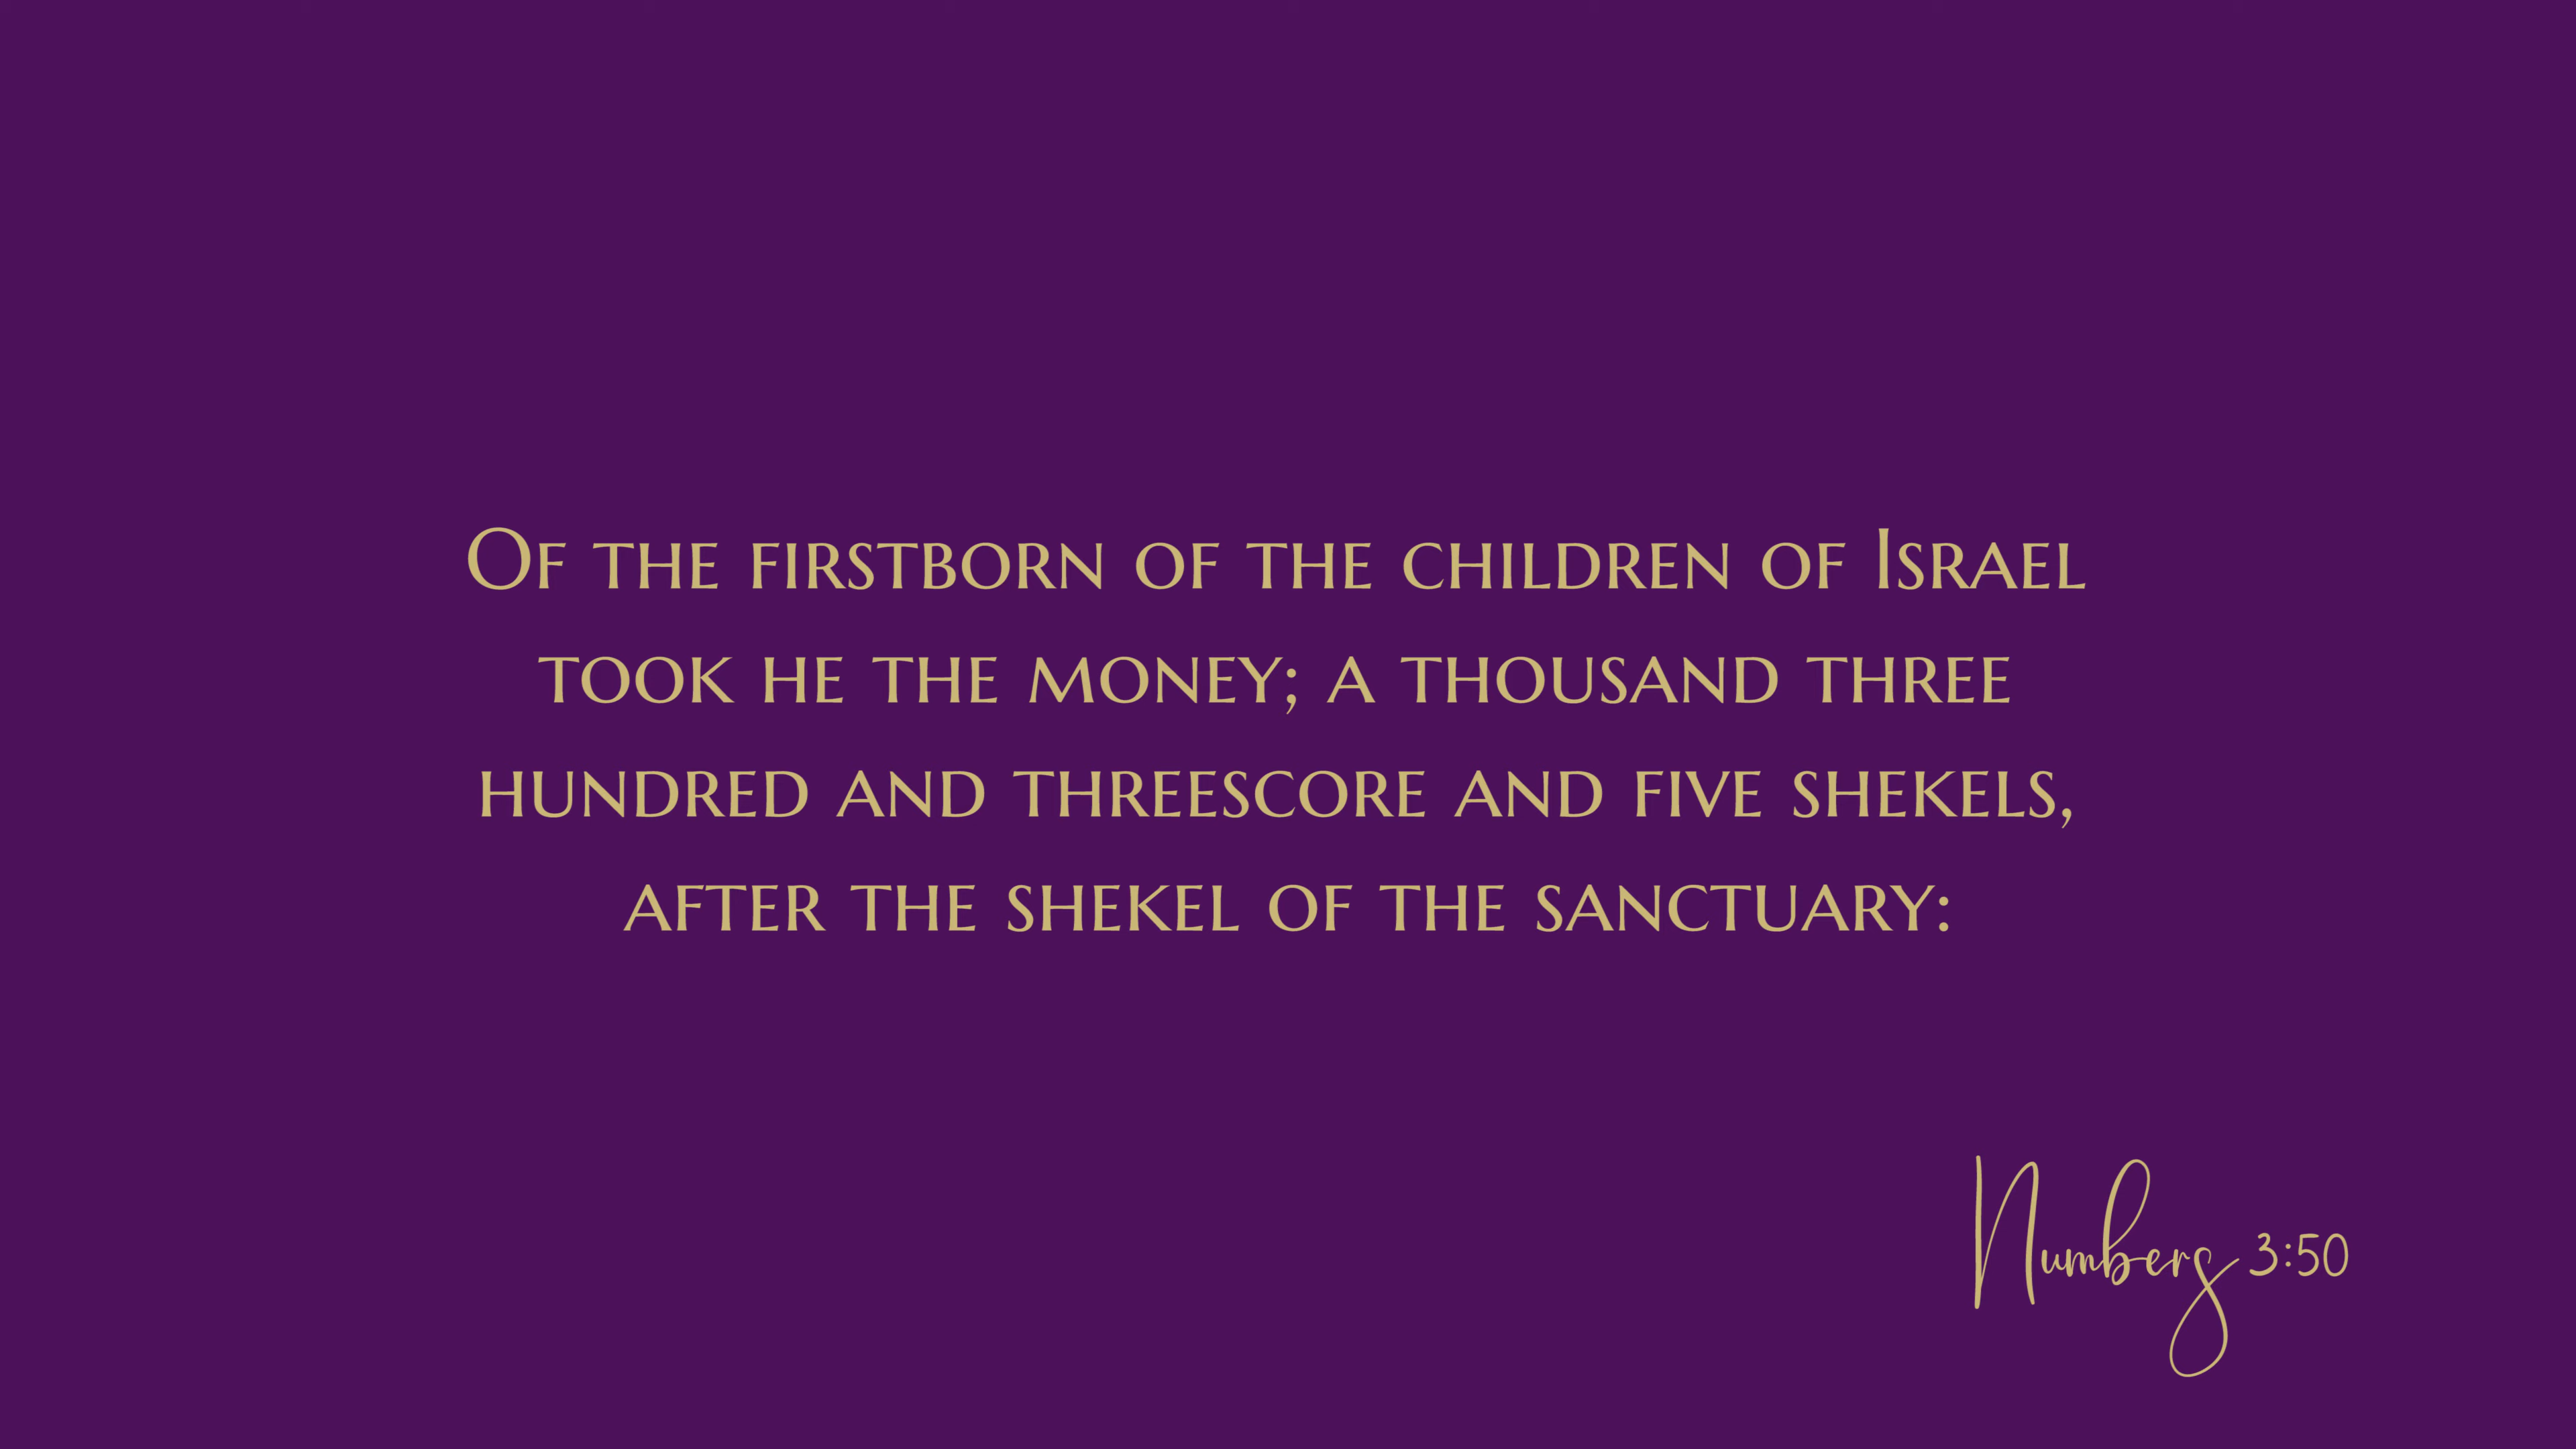 Of the firstborn of the children of Israel
took he the money; a thousand three
hundred and threescore and five shekels,
after the shekel of the sanctuary:
Numbers 3:50